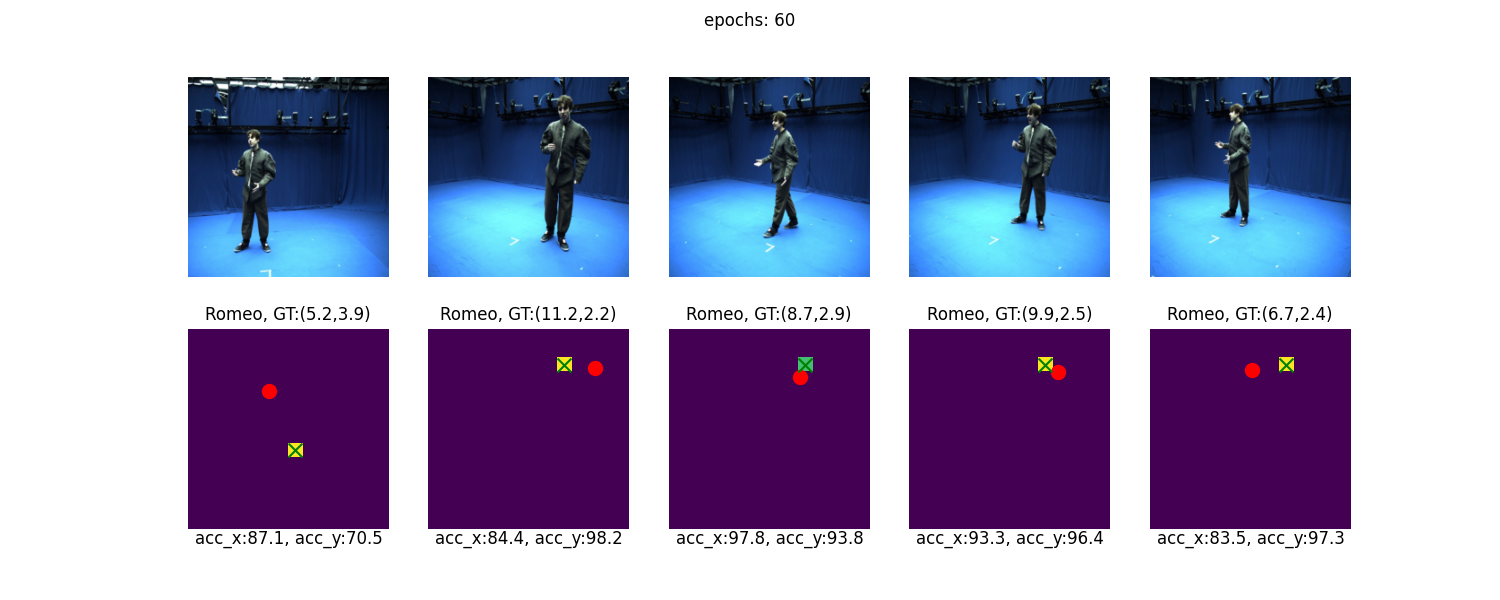 epochs: 60
Romeo, GT:(5.2,3.9)
Romeo, GT:(11.2,2.2)
Romeo, GT:(8.7,2.9)
Romeo, GT:(9.9,2.5)
Romeo, GT:(6.7,2.4)
acc_x:87.1, acc_y:70.5
acc_x:84.4, acc_y:98.2
acc_x:97.8, acc_y:93.8
acc_x:93.3, acc_y:96.4
acc_x:83.5, acc_y:97.3